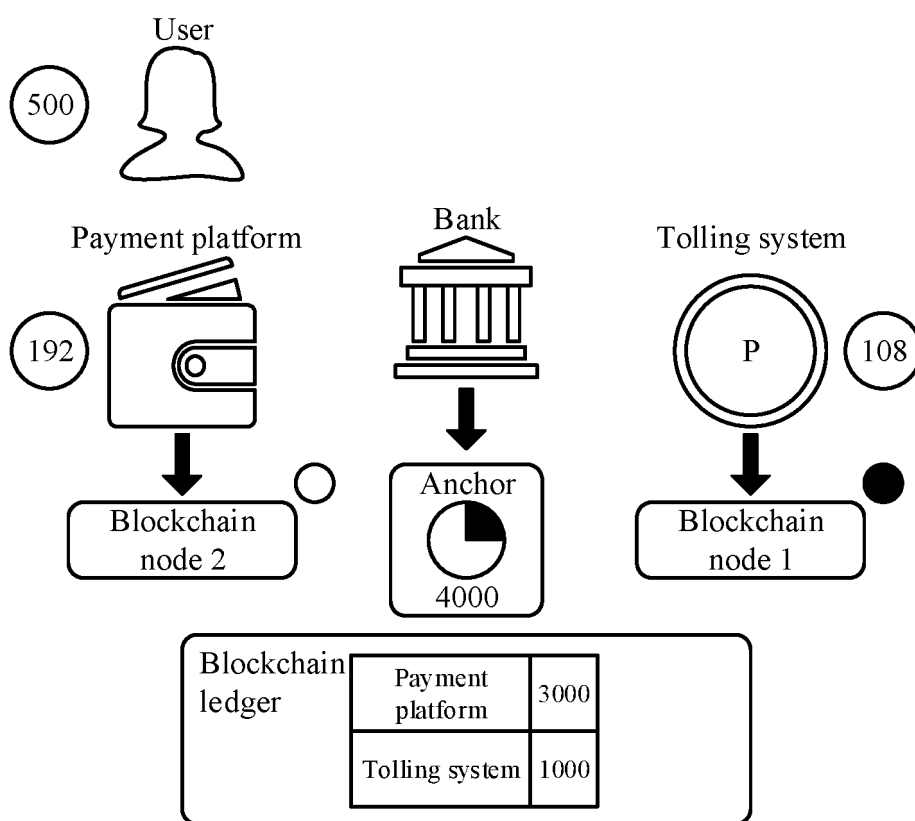 User
500
Payment platform
Bank
Tolling system
192
P
108
Anchor
4000
Blockchain
node 2
Blockchain
node 1
Blockchain
ledger
Payment
platform
3000
Tolling system
1000